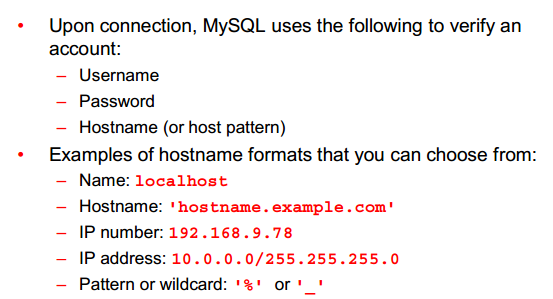 • Upon connection, MySQL uses the following to verify an
account:
– Username
– Password
– Hostname (or host pattern)
• Examples of hostname formats that you can choose from:
– Name: localhost
– Hostname: 'hostname.example.com'
– IP number: 192.168.9.78
– IP address: 10.0.0.0/255.255.255.0
– Pattern or wildcard: '%' or '_'